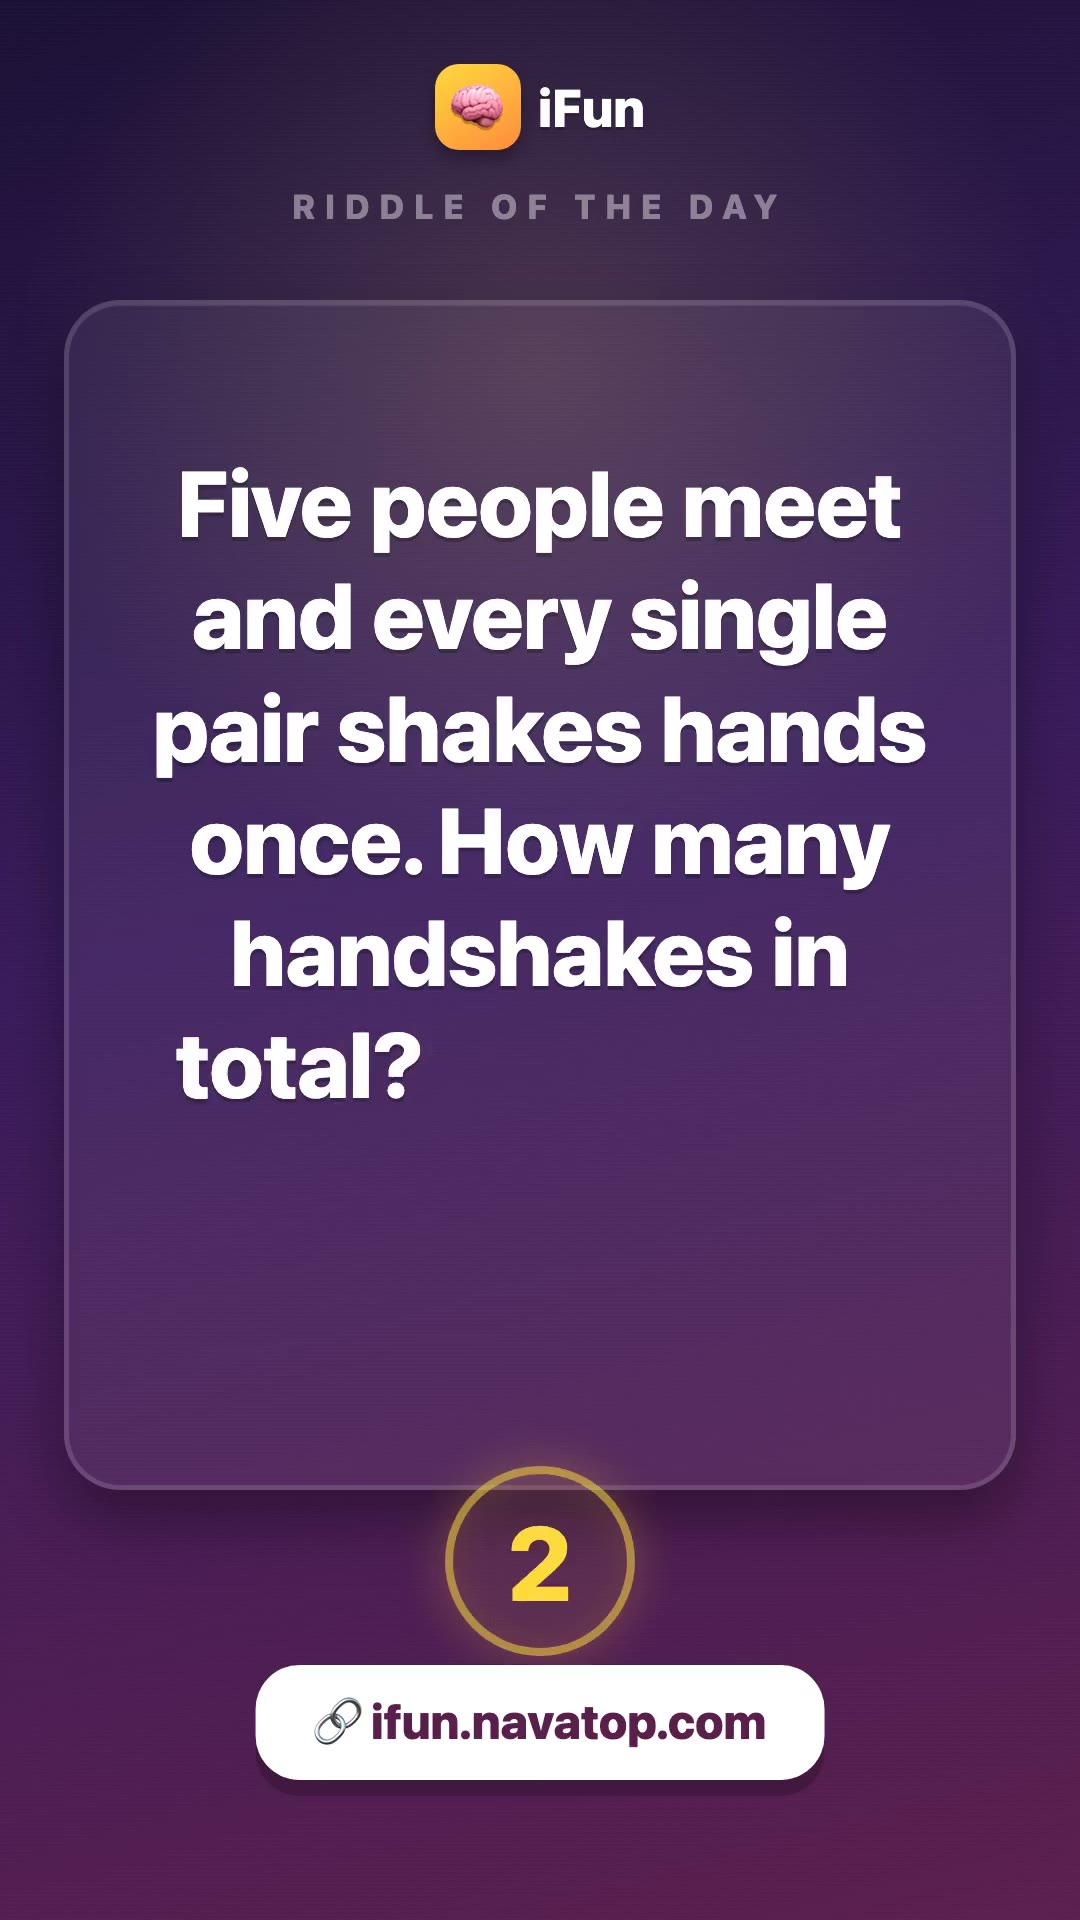 iFun
RIDDLE OF THE DAY
Five people meet
and every single
pair shakes hands
once. How many
handshakes in
total?
2
ifun.navatop.com